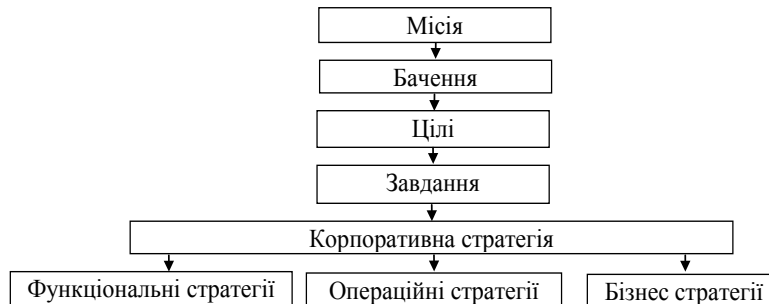 Місія
Бачення
Цілі
Завдання
Корпоративна стратегія
Функціональні стратегії
Операційні стратегії
Бізнес стратегії